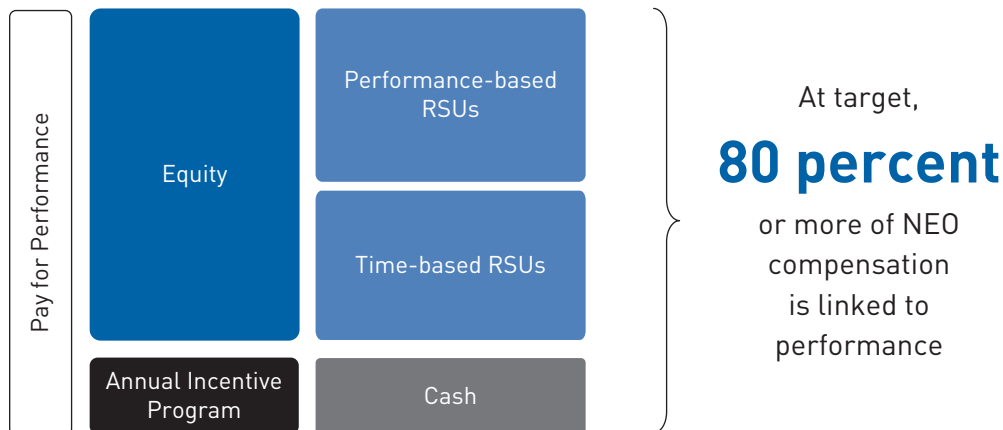 Pay for Performance
Equity
Performance-based
RSUs
Time-based RSUs
Annual Incentive
Program
Cash
At target,
80 percent
or more of NEO
compensation
is linked to
performance